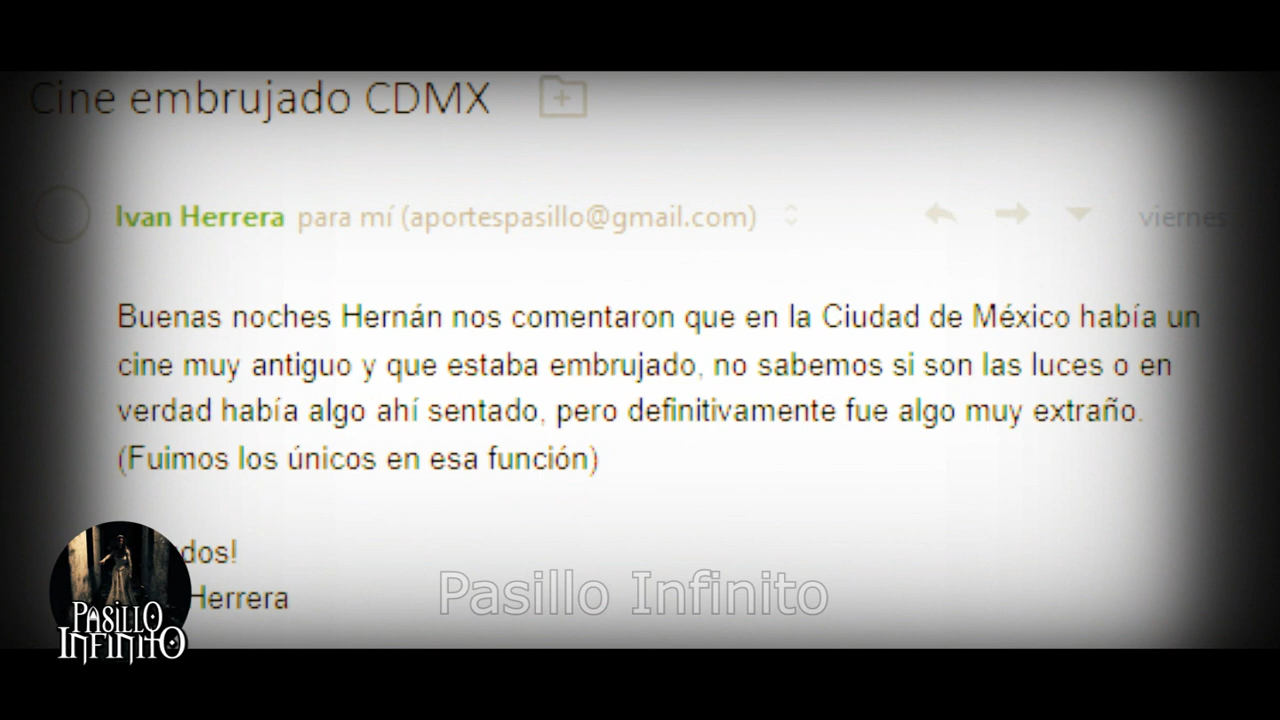 Cine embrujado CDMX
Ivan Herrera para mí (aportespasillo@gmail.com) viernes
Buenas noches Hernán nos comentaron que en la Ciudad de México había un
cine muy antiguo y que estaba embrujado, no sabemos si son las luces o en
verdad había algo ahí sentado, pero definitivamente fue algo muy extraño.
(Fuimos los únicos en esa función)
dos!
Herrera
Pasillo Infinito
PASILLO
INFINITO